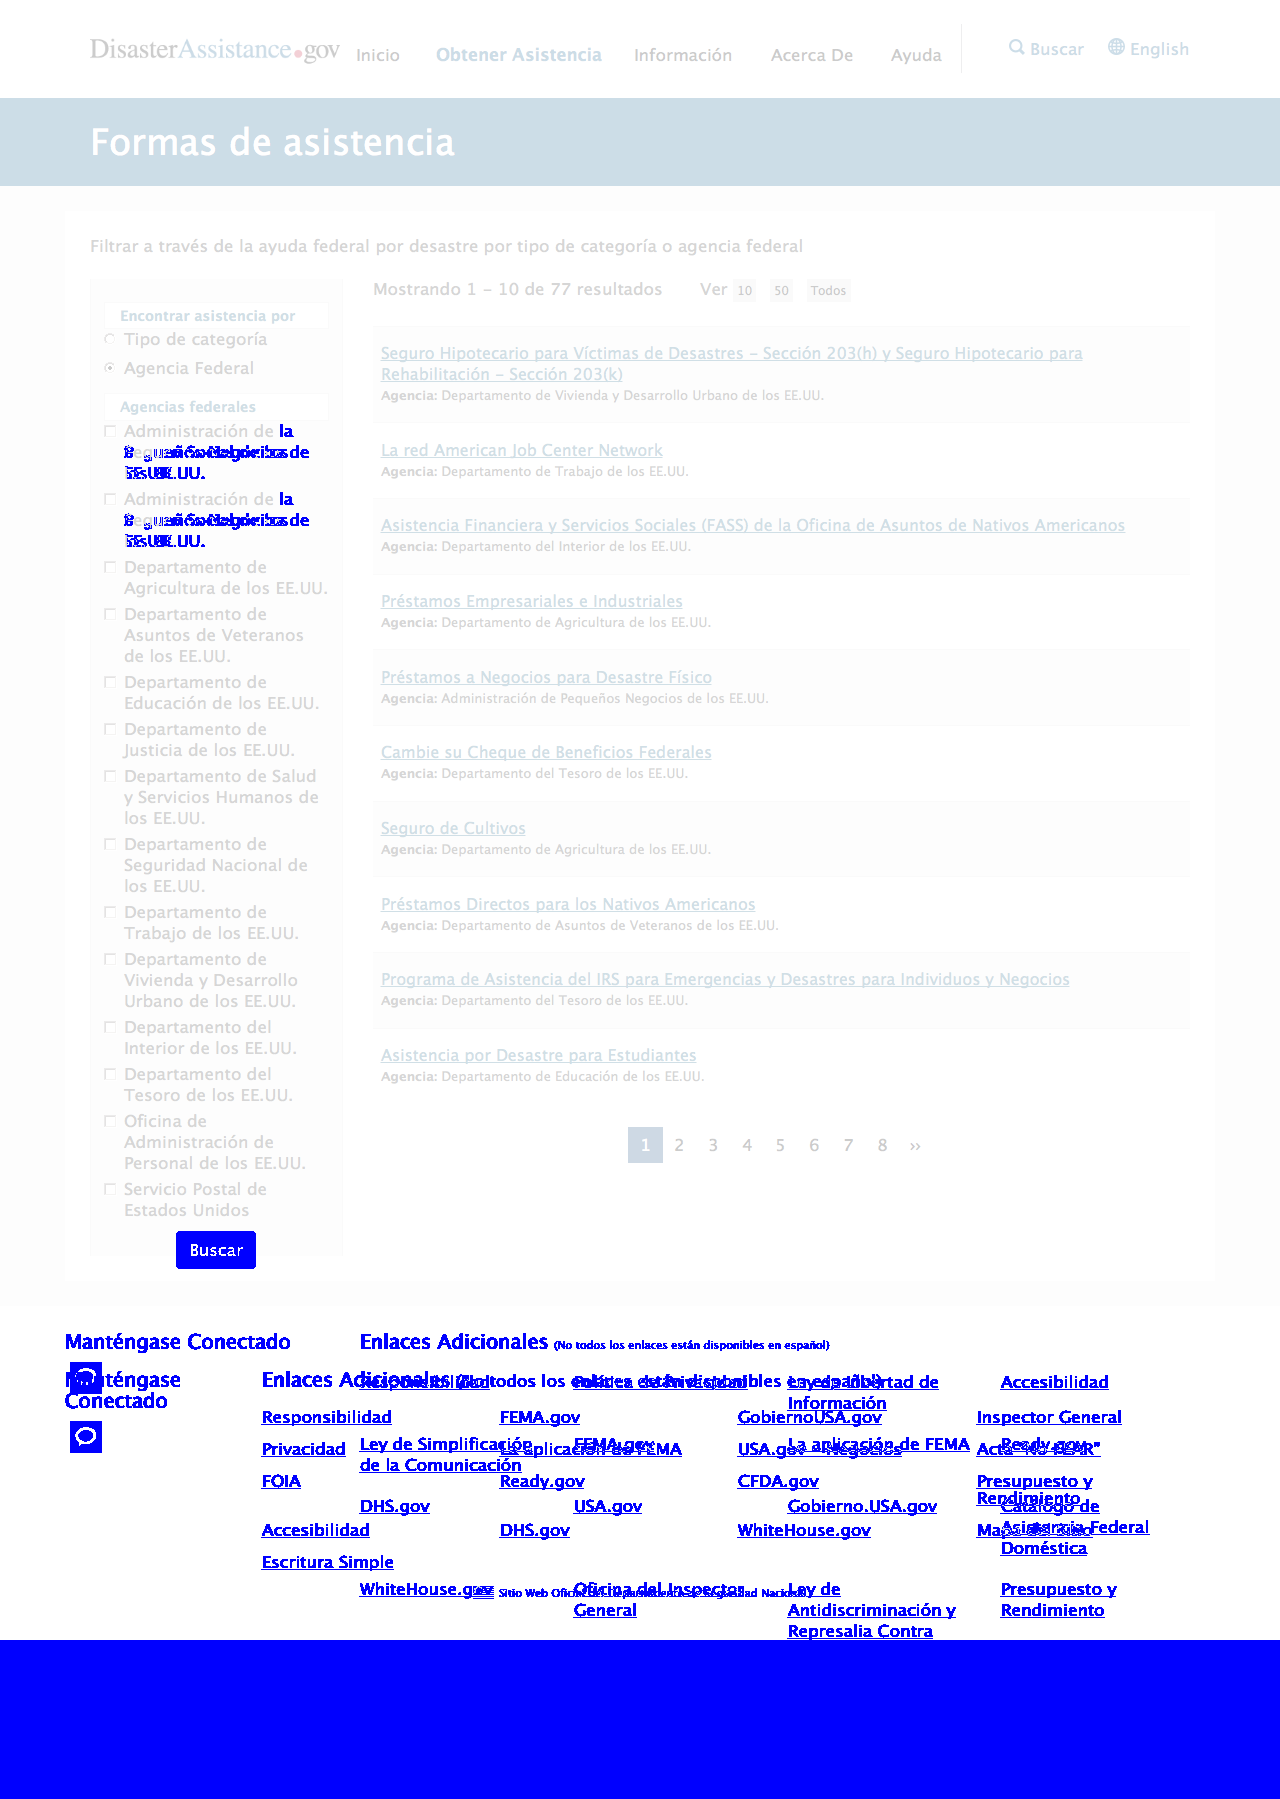 DisasterAssistance.gov
Inicio
Obtener Asistencia
Información
Acerca De
Ayuda
Buscar
English
Formas de asistencia
Filtrar a través de la ayuda federal por desastre por tipo de categoría o agencia federal
Encontrar asistencia por
Tipo de categoría
Agencia Federal
Agencias federales
Administración de la
EE.UU.
Administración de la
EE.UU.
Departamento de
Agricultura de los EE.UU.
Departamento de
Asuntos de Veteranos
de los EE.UU.
Departamento de
Educación de los EE.UU.
Departamento de
Justicia de los EE.UU.
Departamento de Salud
y Servicios Humanos de
los EE.UU.
Departamento de
Seguridad Nacional de
los EE.UU.
Departamento de
Trabajo de los EE.UU.
Departamento de
Vivienda y Desarrollo
Urbano de los EE.UU.
Departamento del
Interior de los EE.UU.
Departamento del
Tesoro de los EE.UU.
Oficina de
Administración de
Personal de los EE.UU.
Servicio Postal de
Estados Unidos
Buscar
Mostrando 1 - 10 de 77 resultados
Ver 10 50 Todos
Seguro Hipotecario para Víctimas de Desastres - Sección 203(h) y Seguro Hipotecario para
Rehabilitación - Sección 203(k)
Agencia: Departamento de Vivienda y Desarrollo Urbano de los EE.UU.
La red American Job Center Network
Agencia: Departamento de Trabajo de los EE.UU.
Asistencia Financiera y Servicios Sociales (FASS) de la Oficina de Asuntos de Nativos Americanos
Agencia: Departamento del Interior de los EE.UU.
Préstamos Empresariales e Industriales
Agencia: Departamento de Agricultura de los EE.UU.
Préstamos a Negocios para Desastre Físico
Agencia: Administración de Pequeños Negocios de los EE.UU.
Cambie su Cheque de Beneficios Federales
Agencia: Departamento del Tesoro de los EE.UU.
Seguro de Cultivos
Agencia: Departamento de Agricultura de los EE.UU.
Préstamos Directos para los Nativos Americanos
Agencia: Departamento de Asuntos de Veteranos de los EE.UU.
Programa de Asistencia del IRS para Emergencias y Desastres para Individuos y Negocios
Agencia: Departamento del Tesoro de los EE.UU.
Asistencia por Desastre para Estudiantes
Agencia: Departamento de Educación de los EE.UU.
1 2 3 4 5 6 7 8 ››
Manténgase Conectado
Enlaces Adicionales (No todos los enlaces están disponibles en español)
Manténgase
Conectado
Enlaces Adicionales (No todos los enlaces están disponibles en español)
Responsibilidad
Política de Privacidad
Ley de Libertad de
Información
Accesibilidad
Responsibilidad
FEMA.gov
GobiernoUSA.gov
Inspector General
Ley de Simplificación
de la Comunicación
FEMA.gov
La aplicación de FEMA
Ready.gov
Privacidad
La aplicación de FEMA
USA.gov - Negocios
Acta "No FEAR"
FOIA
Ready.gov
CFDA.gov
Presupuesto y
Rendimiento
DHS.gov
USA.gov
Gobierno.USA.gov
Catálogo de
Asistencia Federal
Doméstica
Accesibilidad
DHS.gov
WhiteHouse.gov
Mapa del Sitio
Escritura Simple
WhiteHouse.gov
Sitio Web Oficial del Departamento de Seguridad Nacional
Oficina del Inspector
General
Ley de
Antidiscriminación y
Represalia Contra
Presupuesto y
Rendimiento